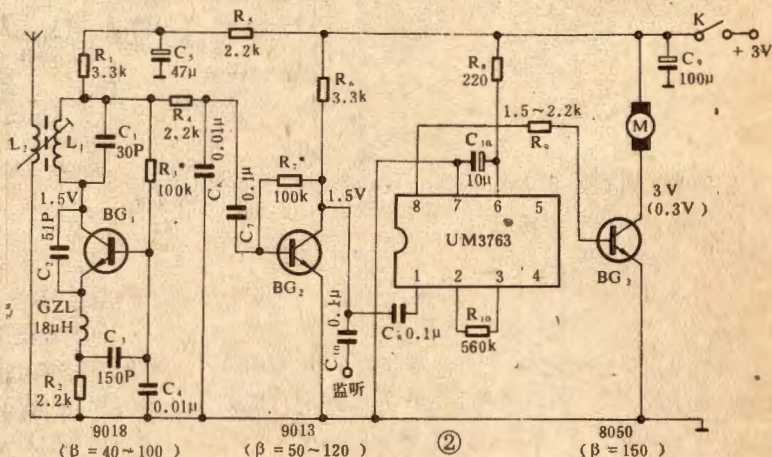 R₅
2.2k
K
+ 3V
R₁
3.3k
C₅
47μ
R₆
3.3k
R₈
220
C₉
100μ
L₂
L₁
C₁
30P
R₄
2.2k
R₃*
100k
C₆
0.01μ
C₇
0.1μ
R₇*
100k
1.5V
1.5~2.2k
R₉
C₁₀
10μ
M
1.5V
51P
C₂
BG₁
BG₂
8 7 6 5
UM3763
1 2 3 4
3V
(0.3V)
BG₃
GZL
18μH
C₃
150P
R₂
2.2k
C₄
0.01μ
C₁₀
0.1μ
监听
C₈ 0.1μ
R₁₀
560k
9018
(β=40~100)
9013
(β=50~120)
②
8050
(β=150)